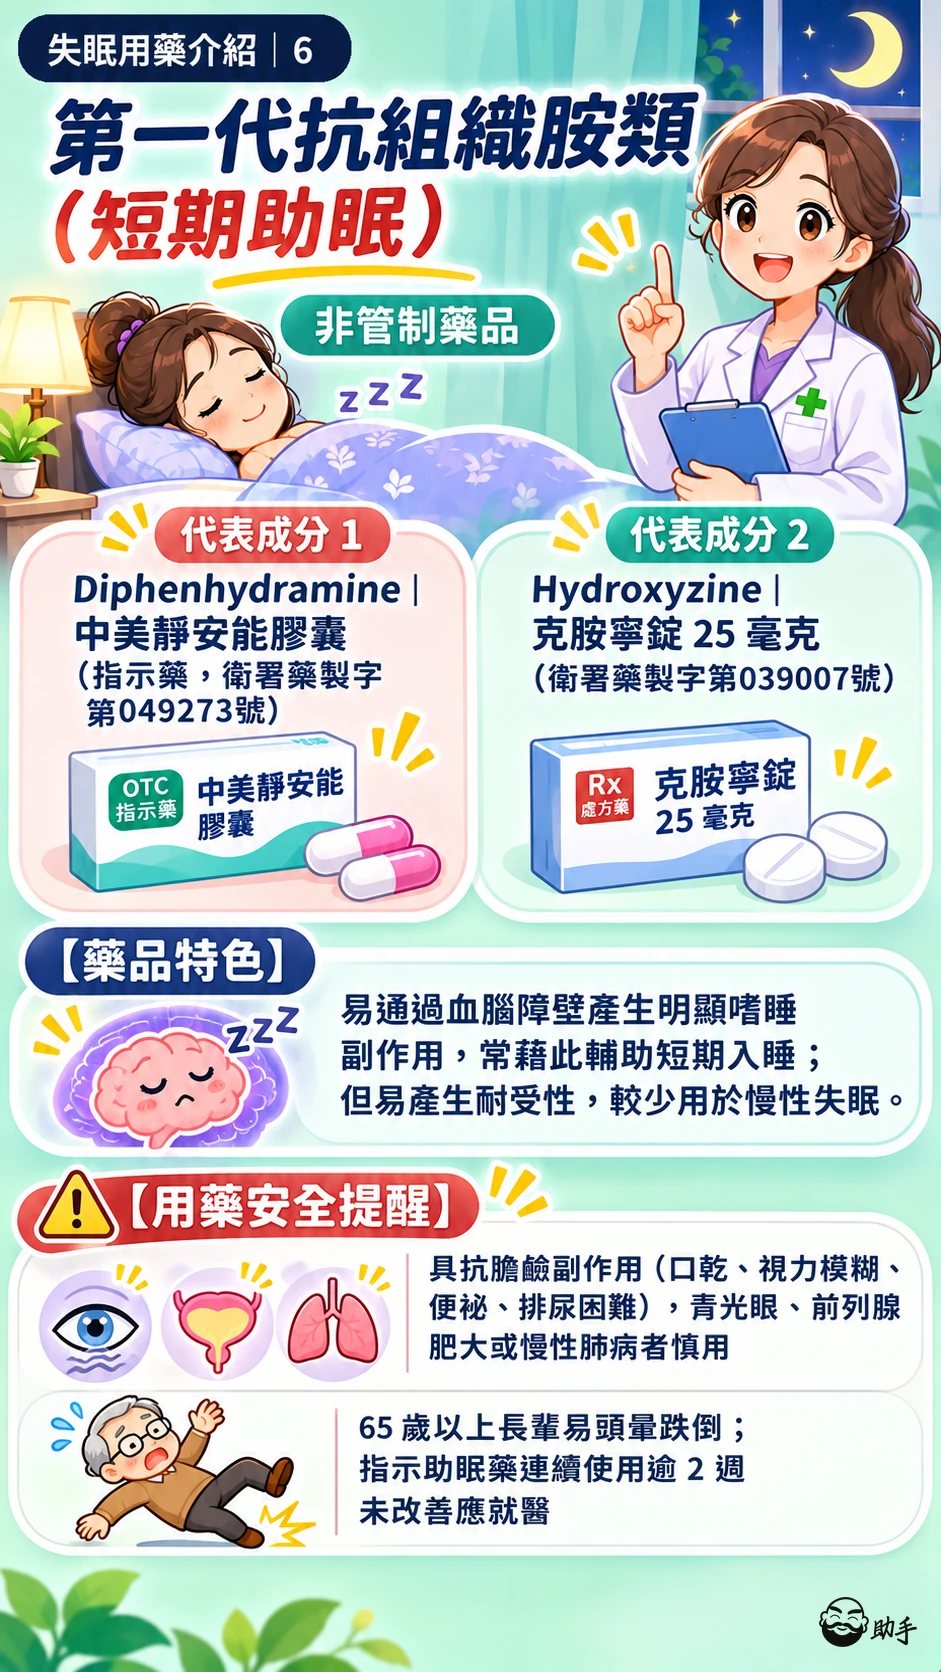 失眠用藥介紹｜6
第一代抗組織胺類
（短期助眠）
非管制藥品
zzz
代表成分 1
Diphenhydramine｜
中美靜安能膠囊
（指示藥，衛署藥製字
第049273號）
OTC
指示藥
中美靜安能
膠囊
代表成分 2
Hydroxyzine｜
克胺寧錠 25 毫克
（衛署藥製字第039007號）
Rx
處方藥
克胺寧錠
25 毫克
【藥品特色】
zzz
易通過血腦障壁產生明顯嗜睡
副作用，常藉此輔助短期入睡；
但易產生耐受性，較少用於慢性失眠。
【用藥安全提醒】
具抗膽鹼副作用（口乾、視力模糊、
便祕、排尿困難），青光眼、前列腺
肥大或慢性肺病者慎用
65 歲以上長輩易頭暈跌倒；
指示助眠藥連續使用逾 2 週
未改善應就醫
助手